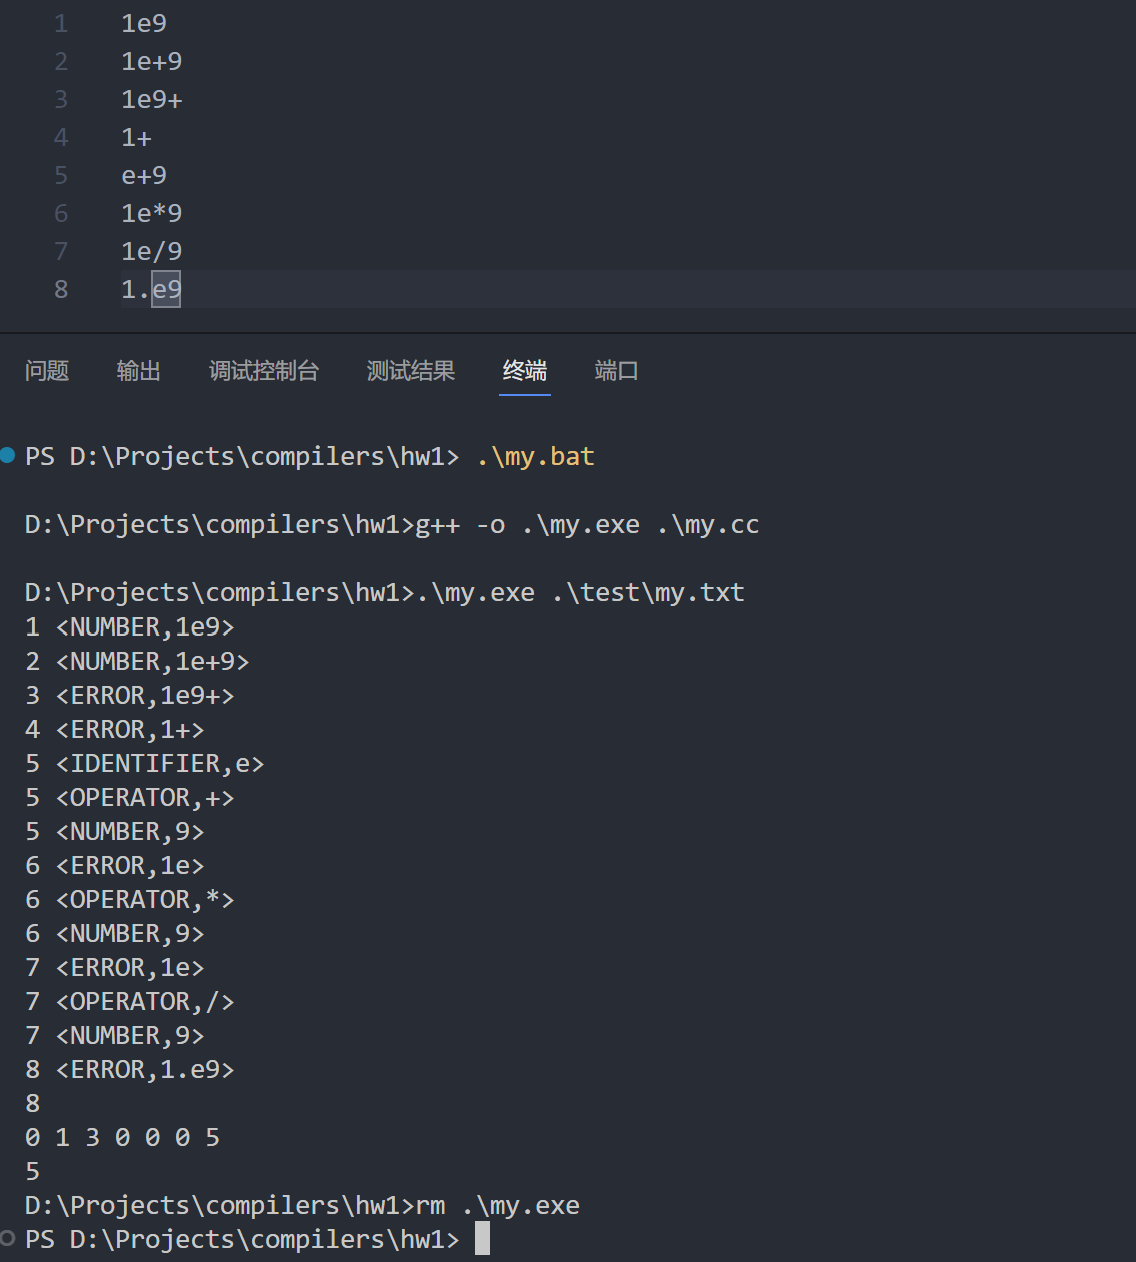 1 1e9
2 1e+9
3 1e9+
4 1+
5 e+9
6 1e*9
7 1e/9
8 1.e9
问题 输出 调试控制台 测试结果 终端 端口
PS D:\Projects\compilers\hw1> .\my.bat
D:\Projects\compilers\hw1>g++ -o .\my.exe .\my.cc
D:\Projects\compilers\hw1>.\my.exe .\test\my.txt
1 <NUMBER,1e9>
2 <NUMBER,1e+9>
3 <ERROR,1e9+>
4 <ERROR,1+>
5 <IDENTIFIER,e>
5 <OPERATOR,+>
5 <NUMBER,9>
6 <ERROR,1e>
6 <OPERATOR,*>
6 <NUMBER,9>
7 <ERROR,1e>
7 <OPERATOR,/>
7 <NUMBER,9>
8 <ERROR,1.e9>
8
0 1 3 0 0 0 5
5
D:\Projects\compilers\hw1>rm .\my.exe
PS D:\Projects\compilers\hw1>